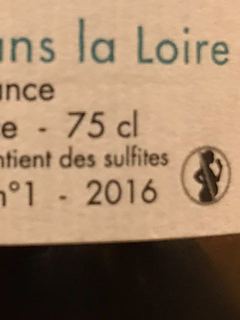 ans la Loire
ance
e - 75 cl
ntient des sulfites
n°1 - 2016